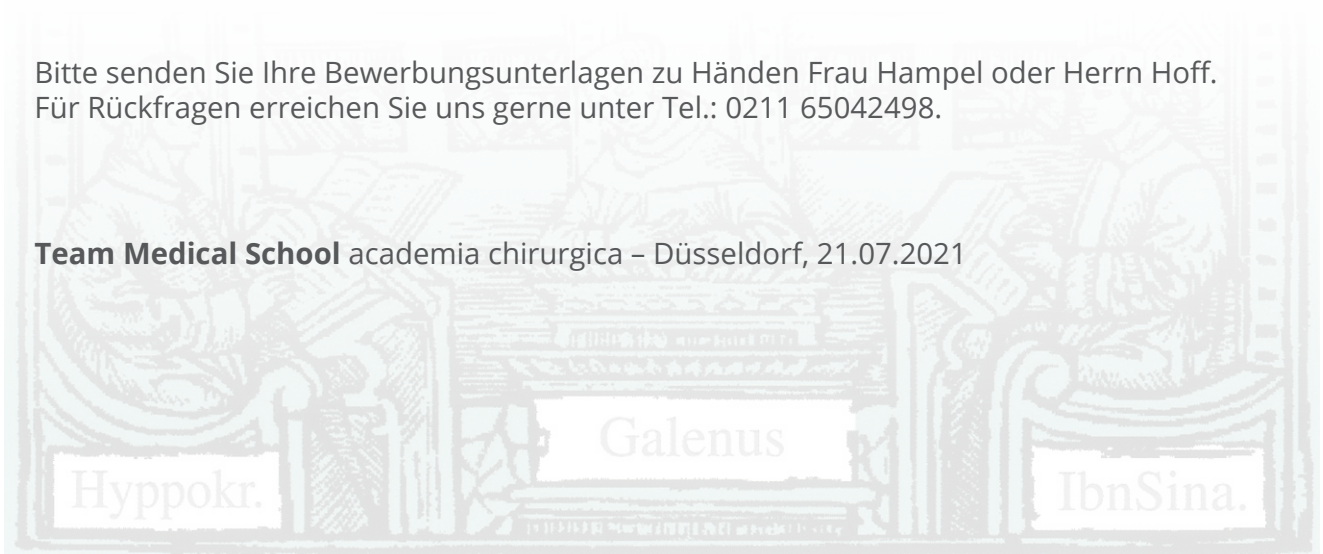 Bitte senden Sie Ihre Bewerbungsunterlagen zu Händen Frau Hampel oder Herrn Hoff.
Für Rückfragen erreichen Sie uns gerne unter Tel.: 0211 65042498.
Team Medical School academia chirurgica – Düsseldorf, 21.07.2021
Galenus
Hyppokr.
IbnSina.